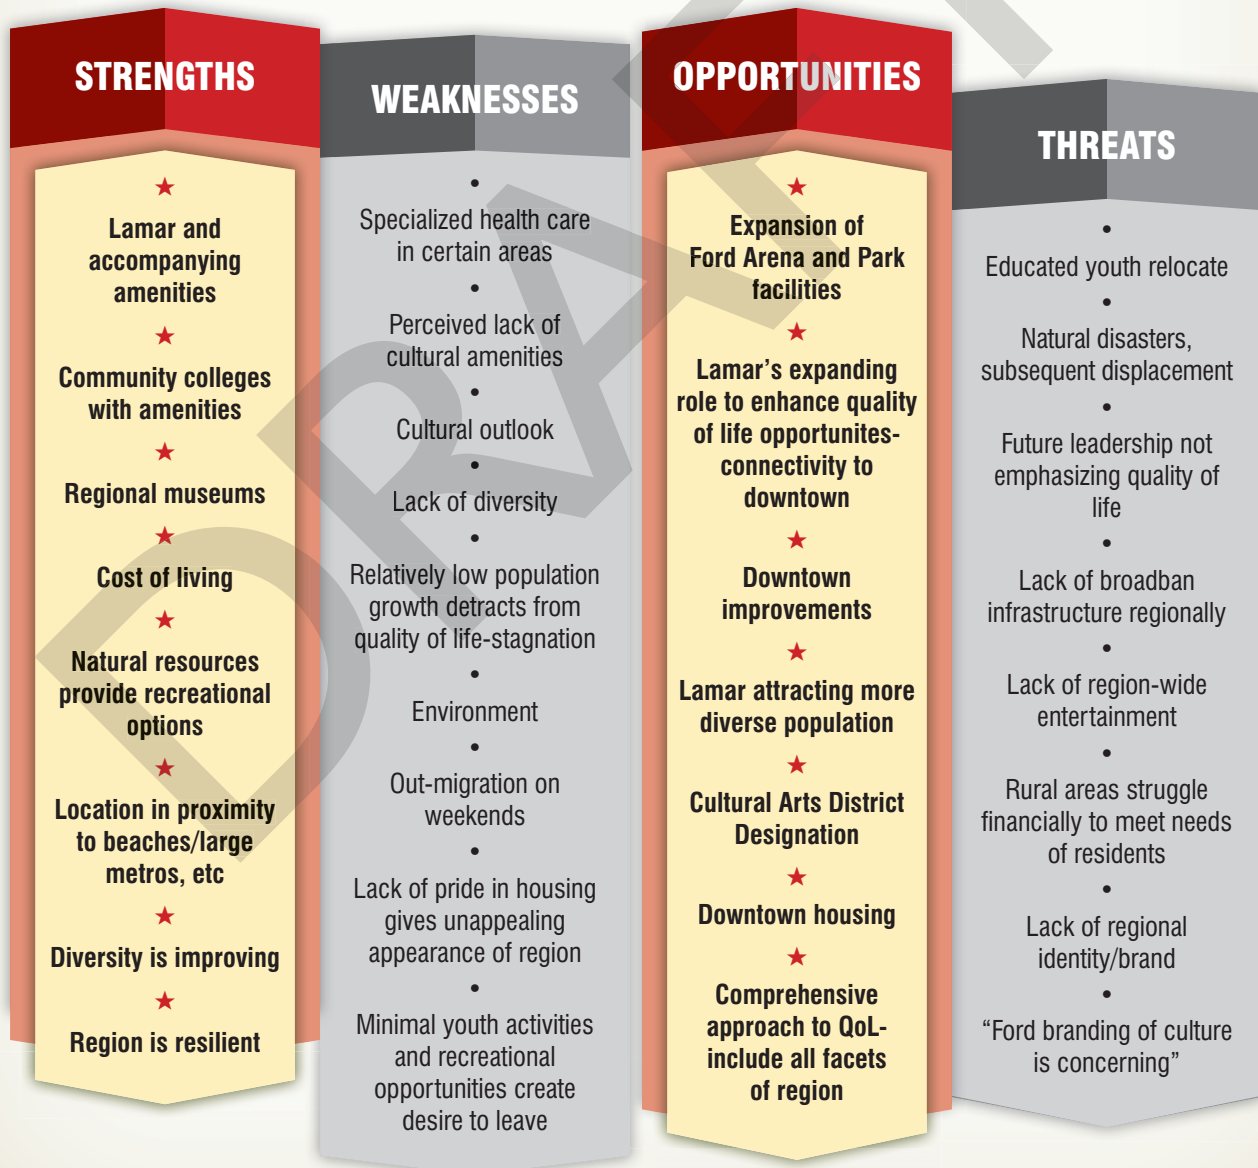 STRENGTHS
★
Lamar and
accompanying
amenities
★
Community colleges
with amenities
★
Regional museums
★
Cost of living
★
Natural resources
provide recreational
options
★
Location in proximity
to beaches/large
metros, etc
★
Diversity is improving
★
Region is resilient
WEAKNESSES
•
Specialized health care
in certain areas
•
Perceived lack of
cultural amenities
•
Cultural outlook
•
Lack of diversity
•
Relatively low population
growth detracts from
quality of life-stagnation
•
Environment
•
Out-migration on
weekends
•
Lack of pride in housing
gives unappealing
appearance of region
•
Minimal youth activities
and recreational
opportunities create
desire to leave
OPPORTUNITIES
★
Expansion of
Ford Arena and Park
facilities
★
Lamar's expanding
role to enhance quality
of life opportunites-
connectivity to
downtown
★
Downtown
improvements
★
Lamar attracting more
diverse population
★
Cultural Arts District
Designation
★
Downtown housing
★
Comprehensive
approach to QoL-
include all facets
of region
THREATS
•
Educated youth relocate
•
Natural disasters,
subsequent displacement
•
Future leadership not
emphasizing quality of
life
•
Lack of broadban
infrastructure regionally
•
Lack of region-wide
entertainment
•
Rural areas struggle
financially to meet needs
of residents
•
Lack of regional
identity/brand
•
“Ford branding of culture
is concerning”
DRAFT